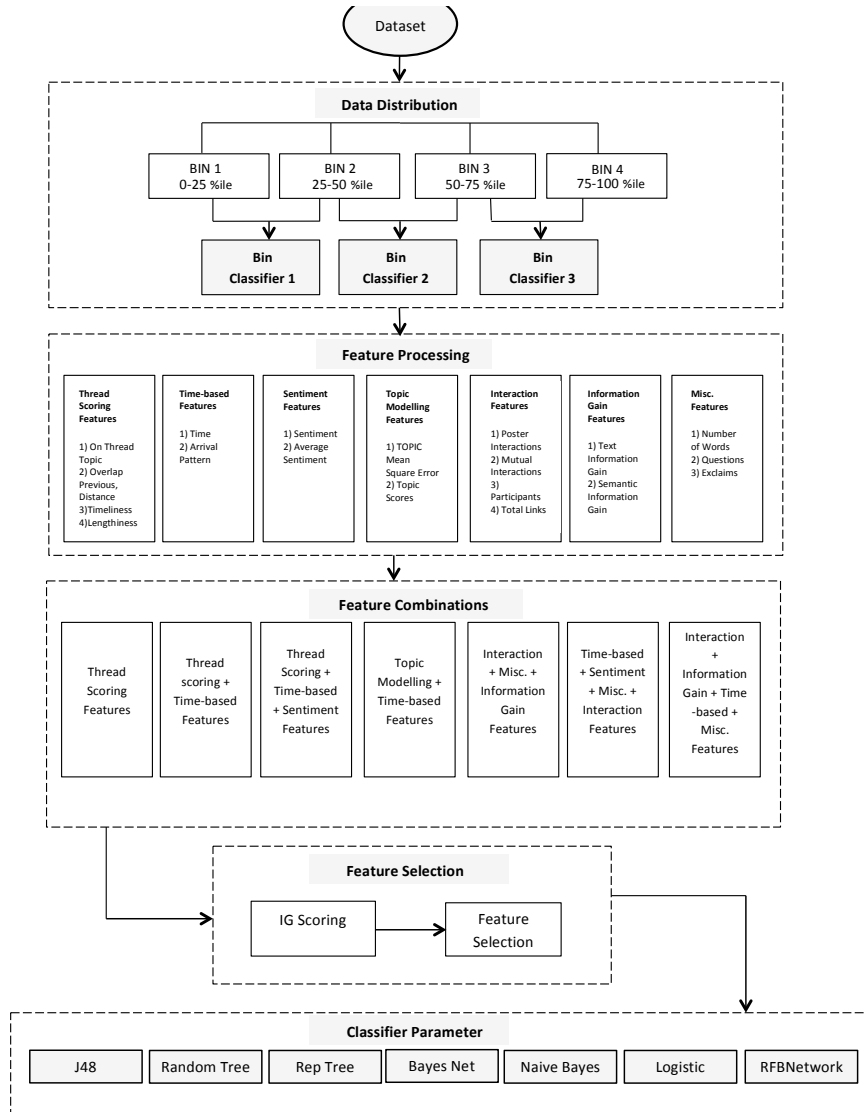 Dataset
Data Distribution
BIN 1
0-25 %ile
BIN 2
25-50 %ile
BIN 3
50-75 %ile
BIN 4
75-100 %ile
Bin
Classifier 1
Bin
Classifier 2
Bin
Classifier 3
Feature Processing
Thread
Scoring
Features
1) On Thread
Topic
2) Overlap
Previous,
Distance
3)Timeliness
4)Lengthiness
Time-based
Features
1) Time
2) Arrival
Pattern
Sentiment
Features
1) Sentiment
2) Average
Sentiment
Topic
Modelling
Features
1) TOPIC
Mean
Square Error
2) Topic
Scores
Interaction
Features
1) Poster
Interactions
2) Mutual
Interactions
3)
Participants
4) Total Links
Information
Gain
Features
1) Text
Information
Gain
2) Semantic
Information
Gain
Misc.
Features
1) Number
of Words
2) Questions
3) Exclaims
Feature Combinations
Thread
Scoring
Features
Thread
scoring +
Time-based
Features
Thread
Scoring +
Time-based
+ Sentiment
Features
Topic
Modelling +
Time-based
Features
Interaction
+ Misc. +
Information
Gain
Features
Time-based
+ Sentiment
+ Misc. +
Interaction
Features
Interaction
+
Information
Gain + Time
-based +
Misc.
Features
Feature Selection
IG Scoring
Feature
Selection
Classifier Parameter
J48
Random Tree
Rep Tree
Bayes Net
Naive Bayes
Logistic
RFBNetwork